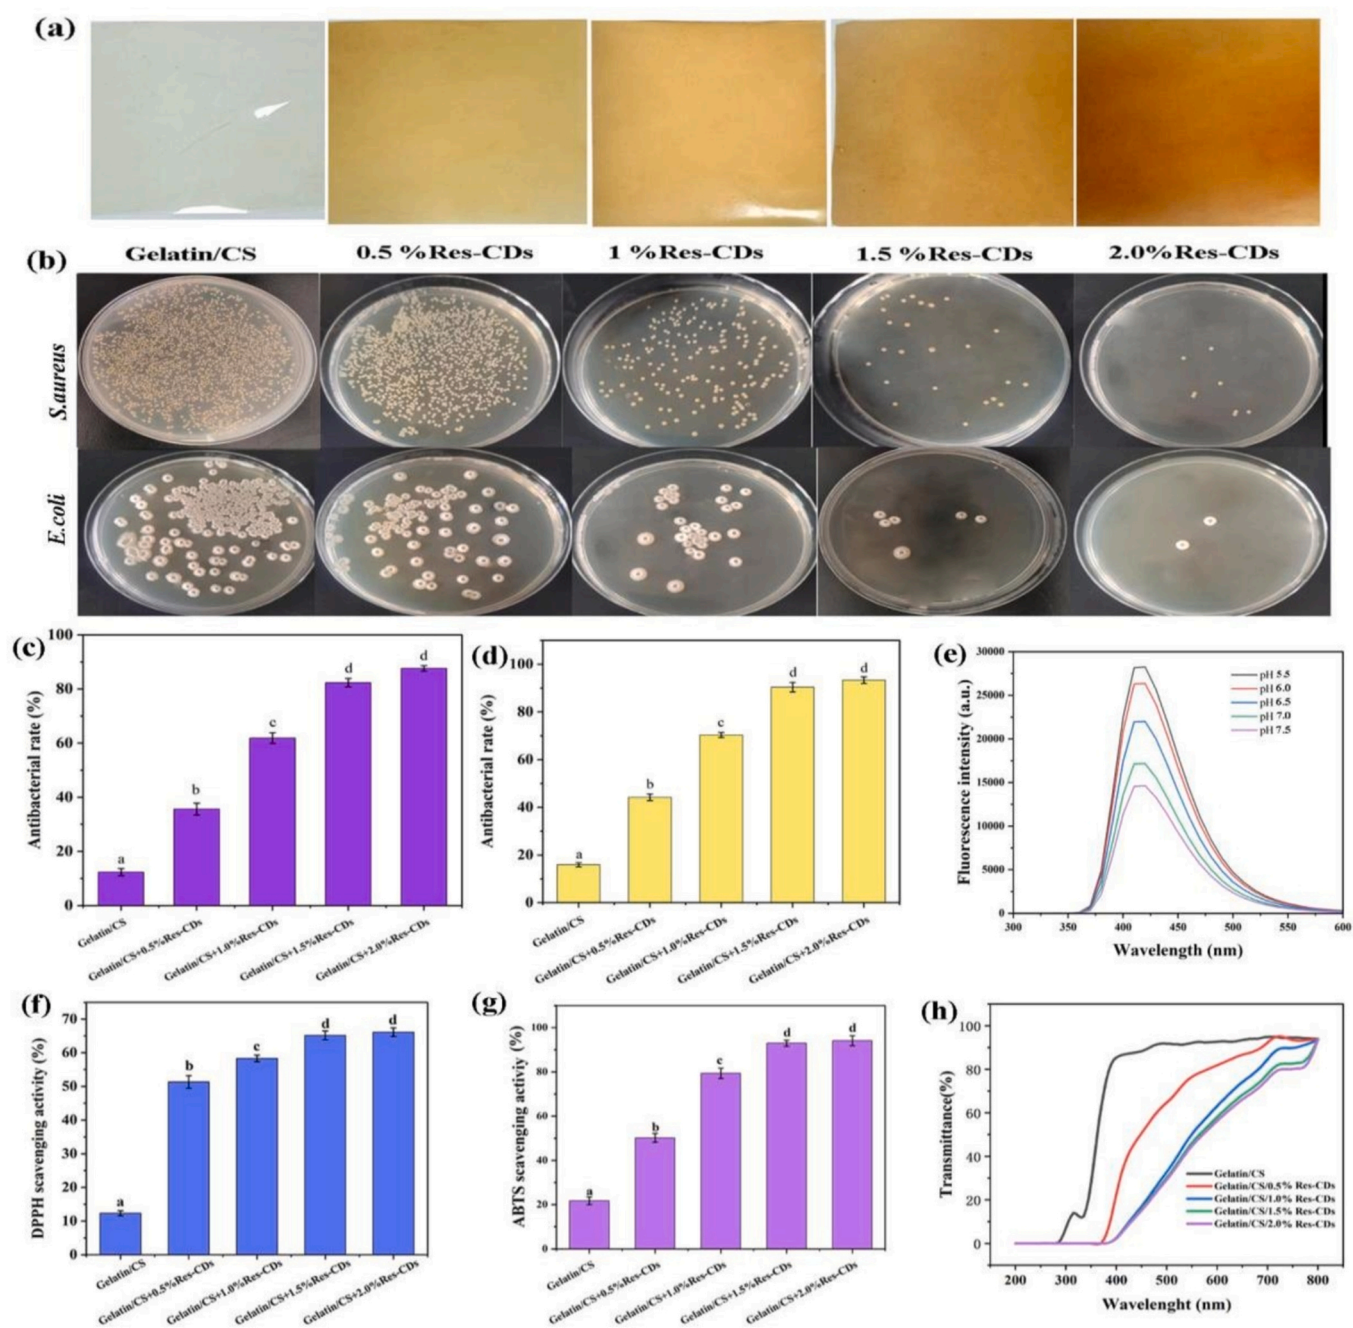 (a)
(b)
Gelatin/CS
0.5 %Res-CDs
1 %Res-CDs
1.5 %Res-CDs
2.0%Res-CDs
S.aureus
E.coli
(c)
Antibacterial rate (%)
100
80
60
40
20
0
a
b
c
d
d
Gelatin/CS
Gelatin/CS+0.5%Res-CDs
Gelatin/CS+1.0%Res-CDs
Gelatin/CS+1.5%Res-CDs
Gelatin/CS+2.0%Res-CDs
(d)
Antibacterial rate (%)
100
80
60
40
20
0
a
b
c
d
d
Gelatin/CS
Gelatin/CS+0.5%Res-CDs
Gelatin/CS+1.0%Res-CDs
Gelatin/CS+1.5%Res-CDs
Gelatin/CS+2.0%Res-CDs
(e)
Fluorescence intensity (a.u.)
30000
25000
20000
15000
10000
5000
0
pH 5.5
pH 6.0
pH 6.5
pH 7.0
pH 7.5
300 350 400 450 500 550 600
Wavelength (nm)
(f)
DPPH scavenging activity (%)
70
60
50
40
30
20
10
0
a
b
c
d
d
Gelatin/CS
Gelatin/CS+0.5%Res-CDs
Gelatin/CS+1.0%Res-CDs
Gelatin/CS+1.5%Res-CDs
Gelatin/CS+2.0%Res-CDs
(g)
ABTS scavenging activiy (%)
100
80
60
40
20
0
a
b
c
d
d
Gelatin/CS
Gelatin/CS+0.5%Res-CDs
Gelatin/CS+1.0%Res-CDs
Gelatin/CS+1.5%Res-CDs
Gelatin/CS+2.0%Res-CDs
(h)
Transmittance(%)
100
80
60
40
20
0
Gelatin/CS
Gelatin/CS/0.5% Res-CDs
Gelatin/CS/1.0% Res-CDs
Gelatin/CS/1.5% Res-CDs
Gelatin/CS/2.0% Res-CDs
200 300 400 500 600 700 800
Wavelenght (nm)